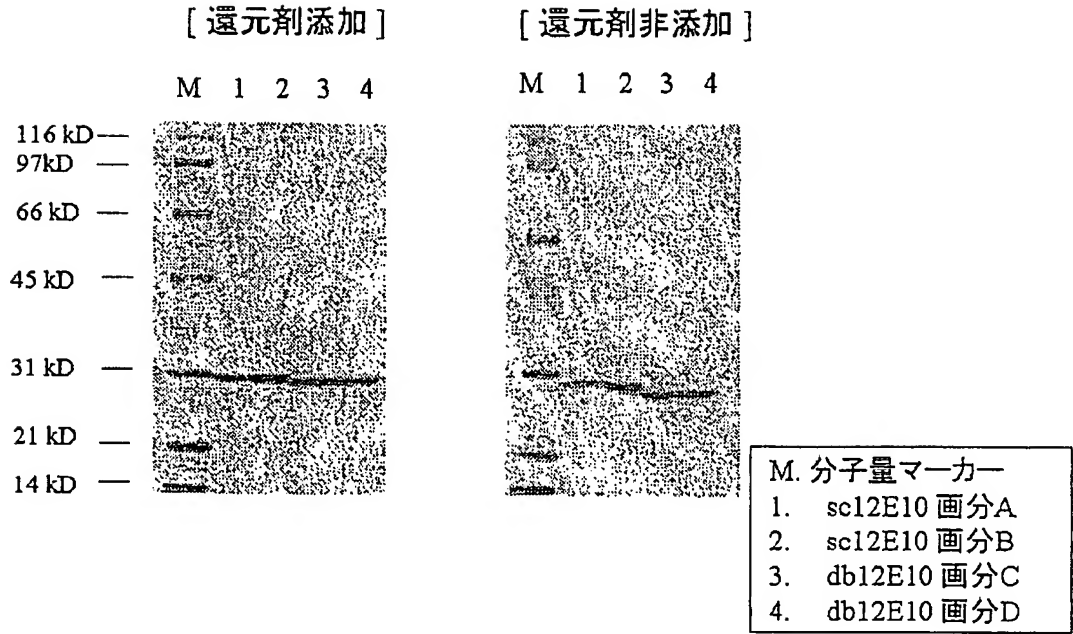 [ 還元剤添加 ]
[ 還元剤非添加 ]
M 1 2 3 4
M 1 2 3 4
116 kD
97kD
66 kD
45 kD
31 kD
21 kD
14 kD
M. 分子量マーカー
1. sc12E10 画分A
2. sc12E10 画分B
3. db12E10 画分C
4. db12E10 画分D